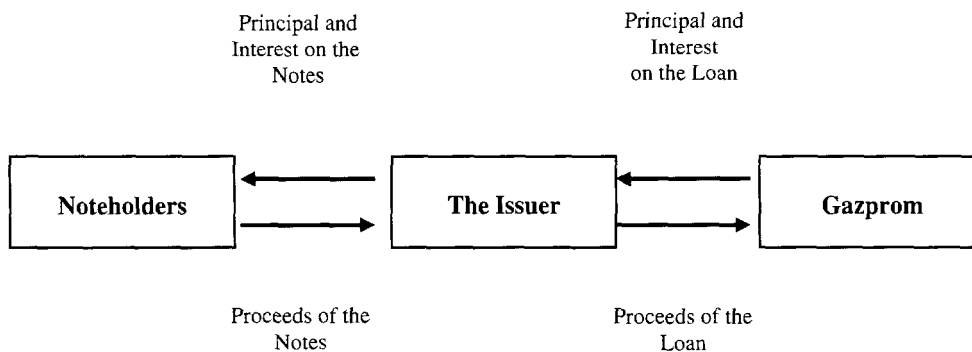 Principal and
Interest on the
Notes
Principal and
Interest
on the Loan
Noteholders
The Issuer
Gazprom
Proceeds of the
Notes
Proceeds of the
Loan